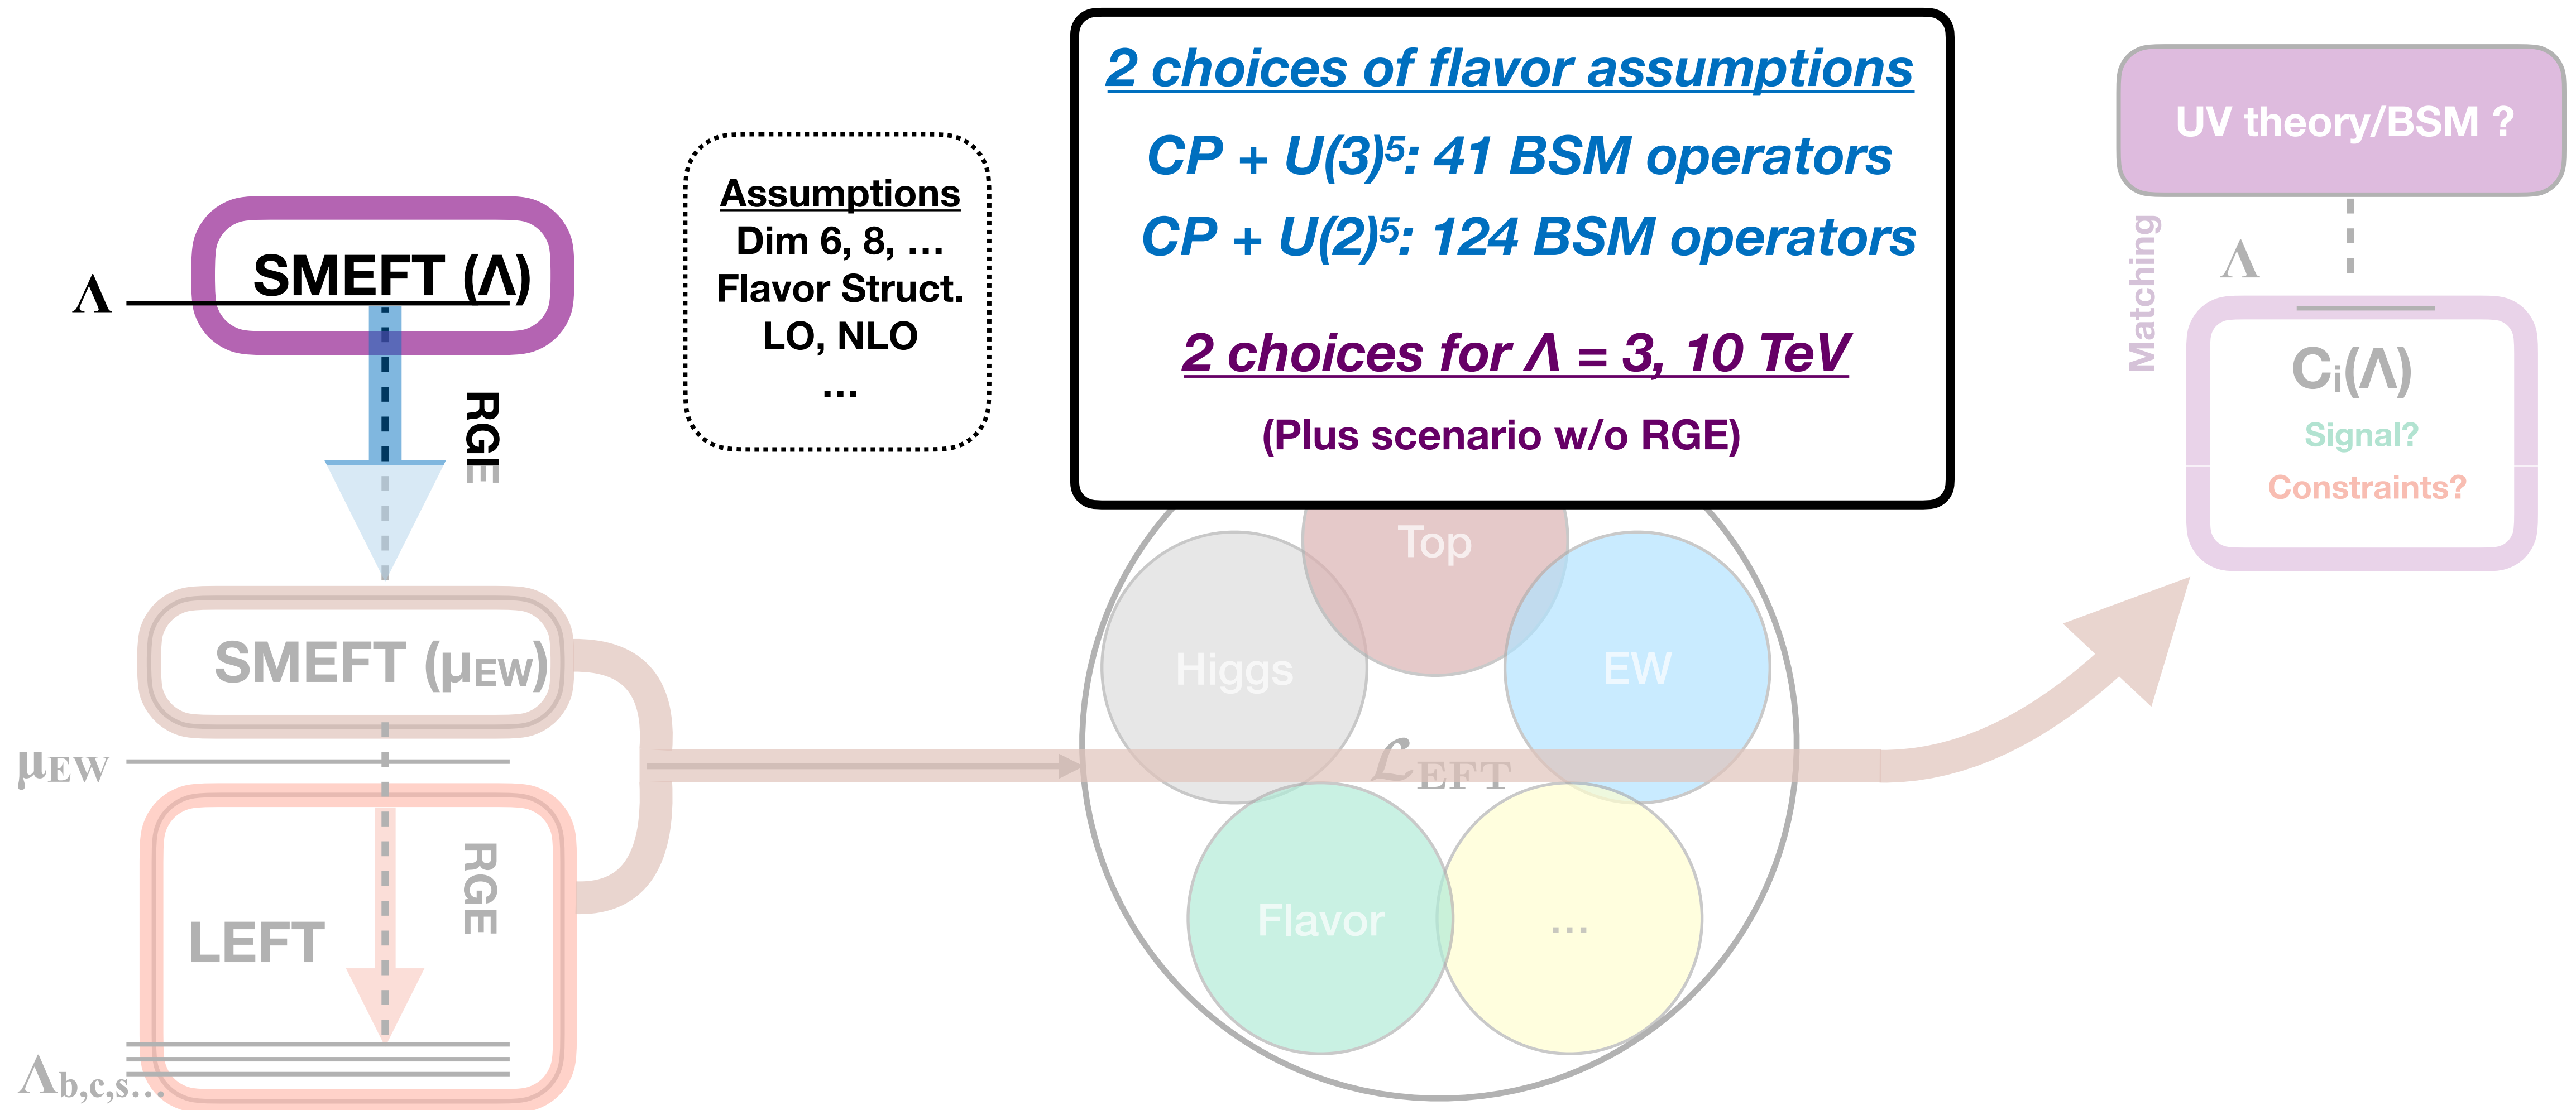 2 choices of flavor assumptions
CP + U(3)⁵: 41 BSM operators
CP + U(2)⁵: 124 BSM operators
2 choices for Λ = 3, 10 TeV
(Plus scenario w/o RGE)
Assumptions
Dim 6, 8, ...
Flavor Struct.
LO, NLO
...
Λ
SMEFT (Λ)
RGE
SMEFT (μEW)
μEW
LEFT
RGE
Λb,c,s...
Top
Higgs
EW
ℒEFT
Flavor
...
UV theory/BSM ?
Matching
Λ
Ci(Λ)
Signal?
Constraints?